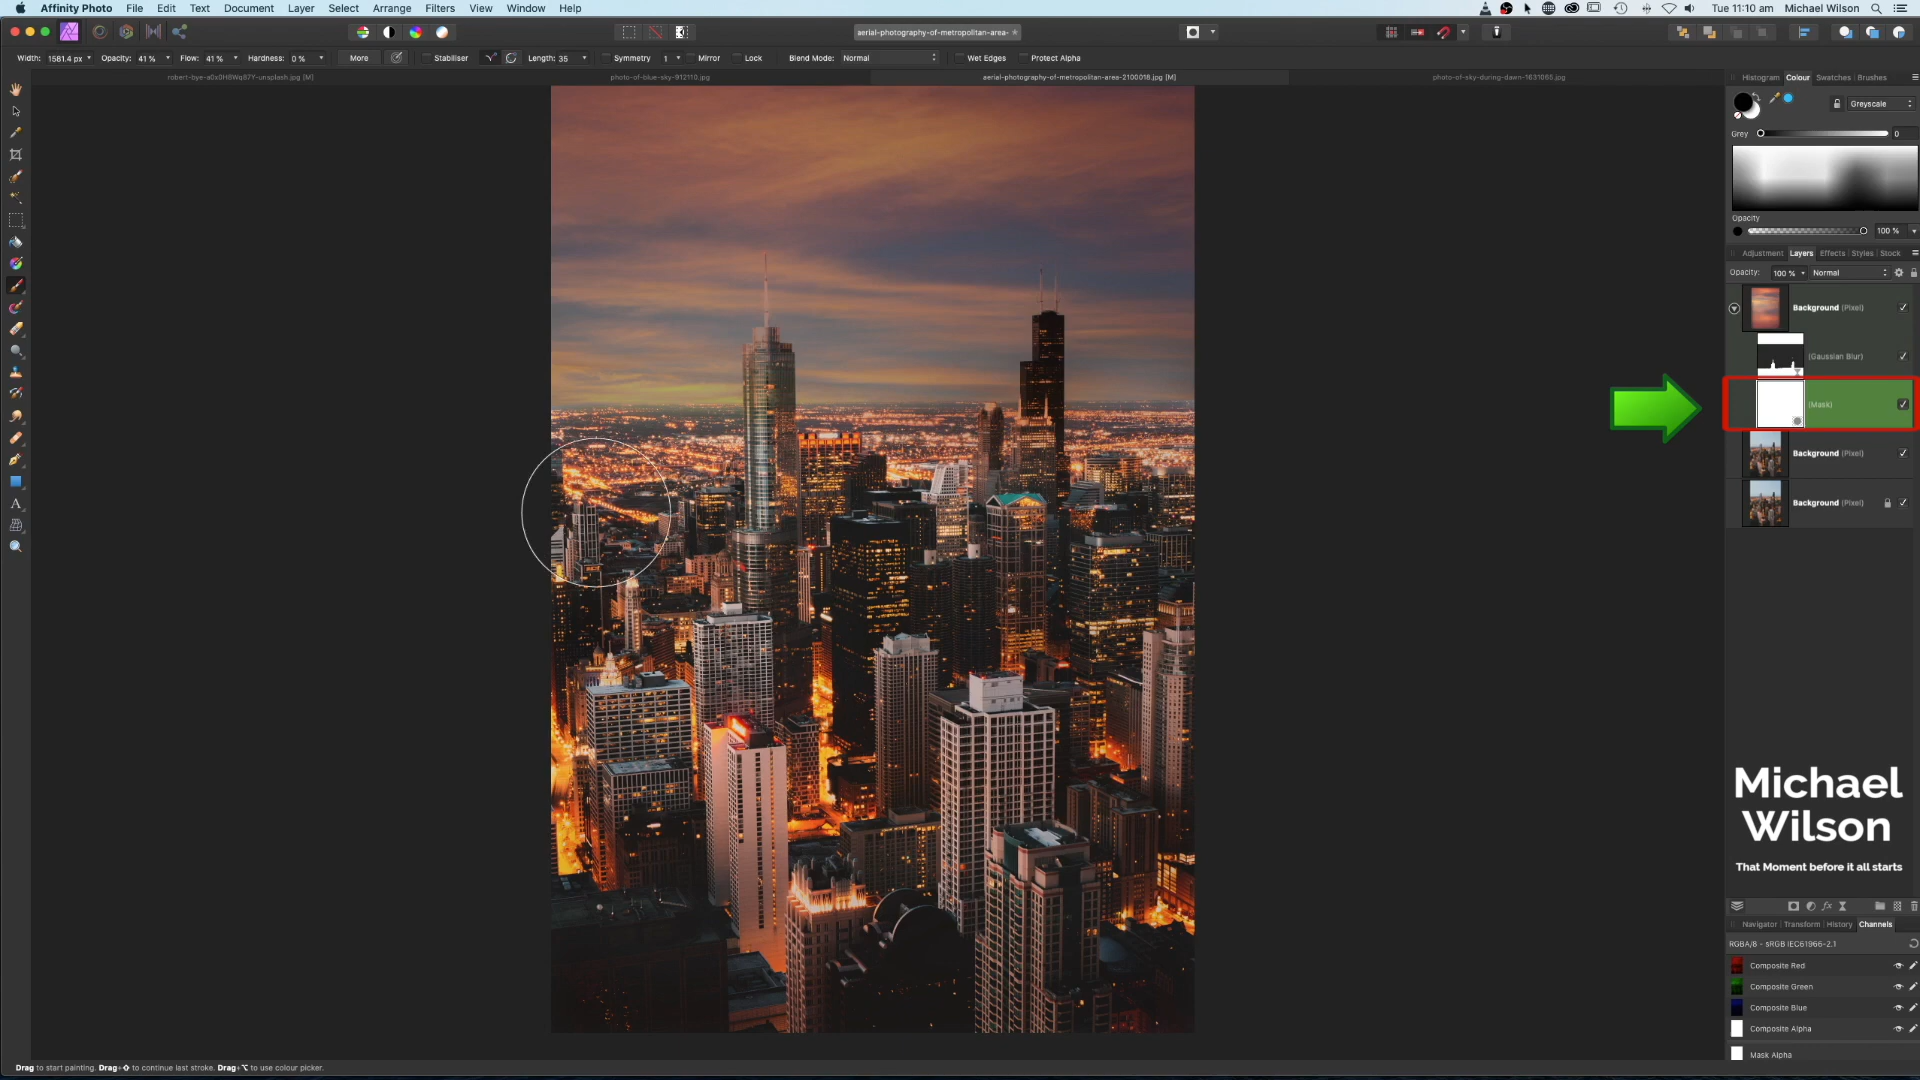 Affinity Photo File Edit Text Document Layer Select Arrange Filters View Window Help Tue 11:10 am Michael Wilson
aerial-photography-of-metropolitan-area-
Width: 1581.4 px Opacity: 41 % Flow: 41 % Hardness: 0 % More Stabiliser Length: 35 Symmetry 1 Mirror Lock Blend Mode: Normal Wet Edges Protect Alpha
robert-bye-a0x0H8Wa87Y-unsplash.jpg [M] photo-of-blue-sky-912110.jpg aerial-photography-of-metropolitan-area-2100018.jpg [M] photo-of-sky-during-dawn-1631066.jpg
Histogram Colour Swatches Brushes
Greyscale
Grey 0
Opacity
100 %
Adjustment Layers Effects Styles Stock
Opacity: 100 % Normal
Background (Pixel)
(Gaussian Blur)
(Mask)
Background (Pixel)
Background (Pixel)
Michael
Wilson
That Moment before it all starts
Navigator Transform History Channels
RGBA/8 - sRGB IEC61966-2.1
Composite Red
Composite Green
Composite Blue
Composite Alpha
Mask Alpha
Drag to start painting. Drag+⇧ to continue last stroke. Drag+⌥ to use colour picker.